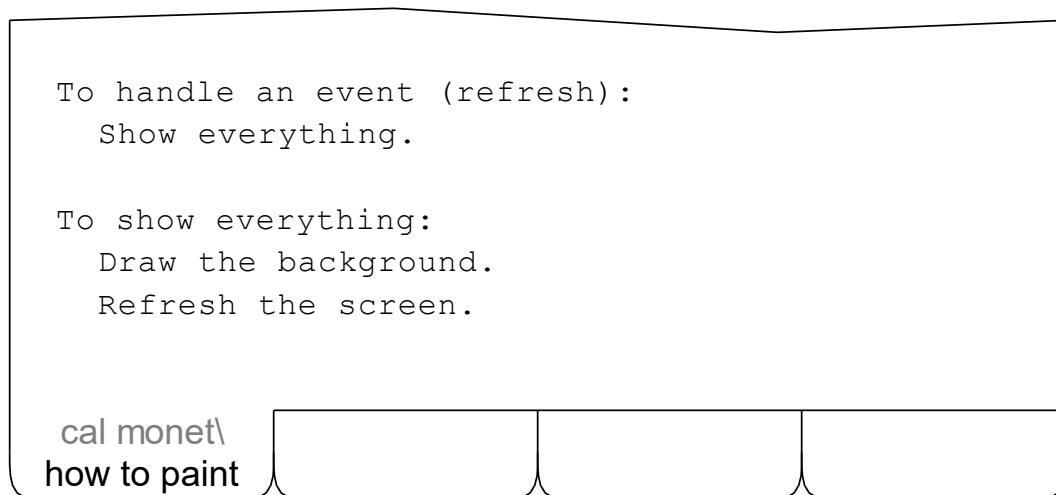 To handle an event (refresh):
Show everything.
To show everything:
Draw the background.
Refresh the screen.
cal monet\
how to paint